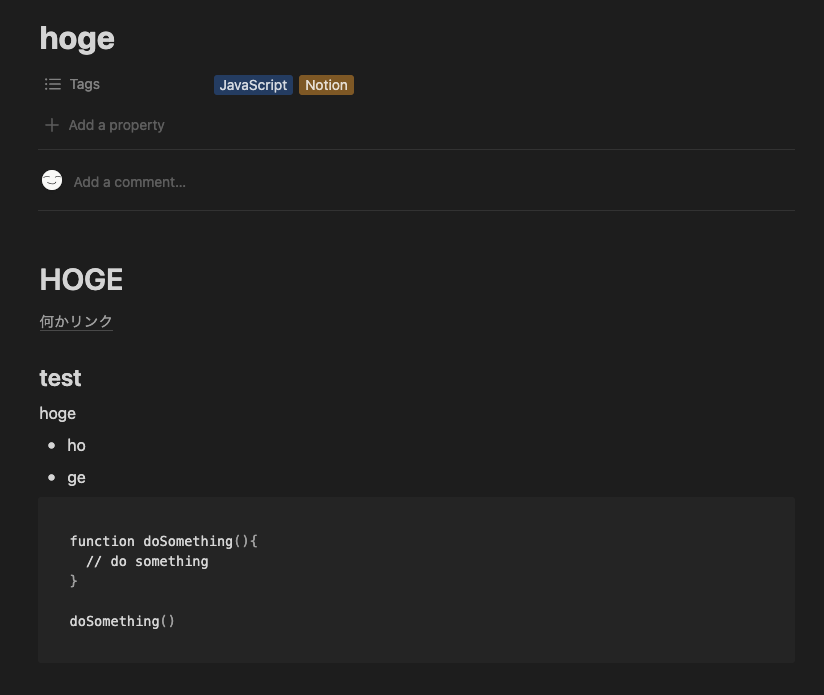 hoge
Tags JavaScript Notion
Add a property
Add a comment...
HOGE
何かリンク
test
hoge
• ho
• ge
function doSomething(){
  // do something
}
doSomething()